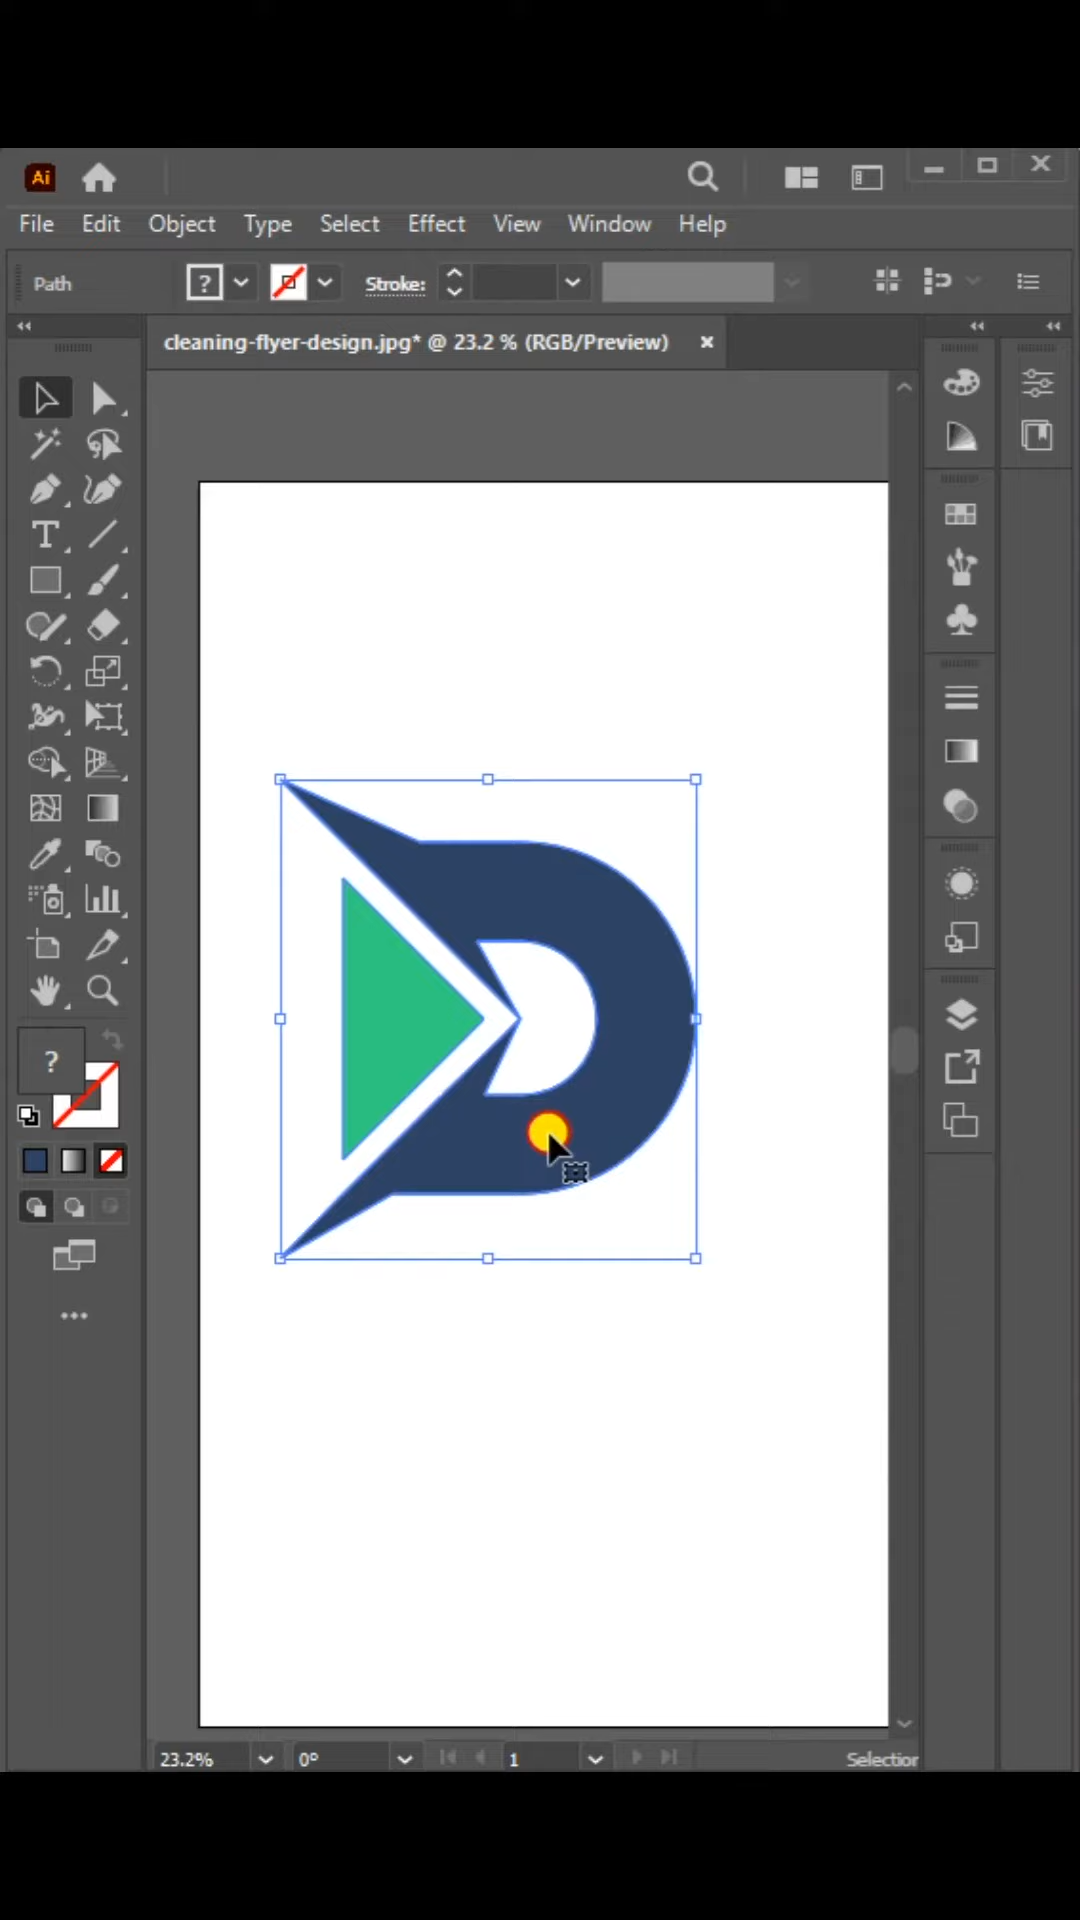 Ai
File Edit Object Type Select Effect View Window Help
Path ? Stroke:
cleaning-flyer-design.jpg* @ 23.2 % (RGB/Preview) ×
T
?
23.2% 0° 1 Selection